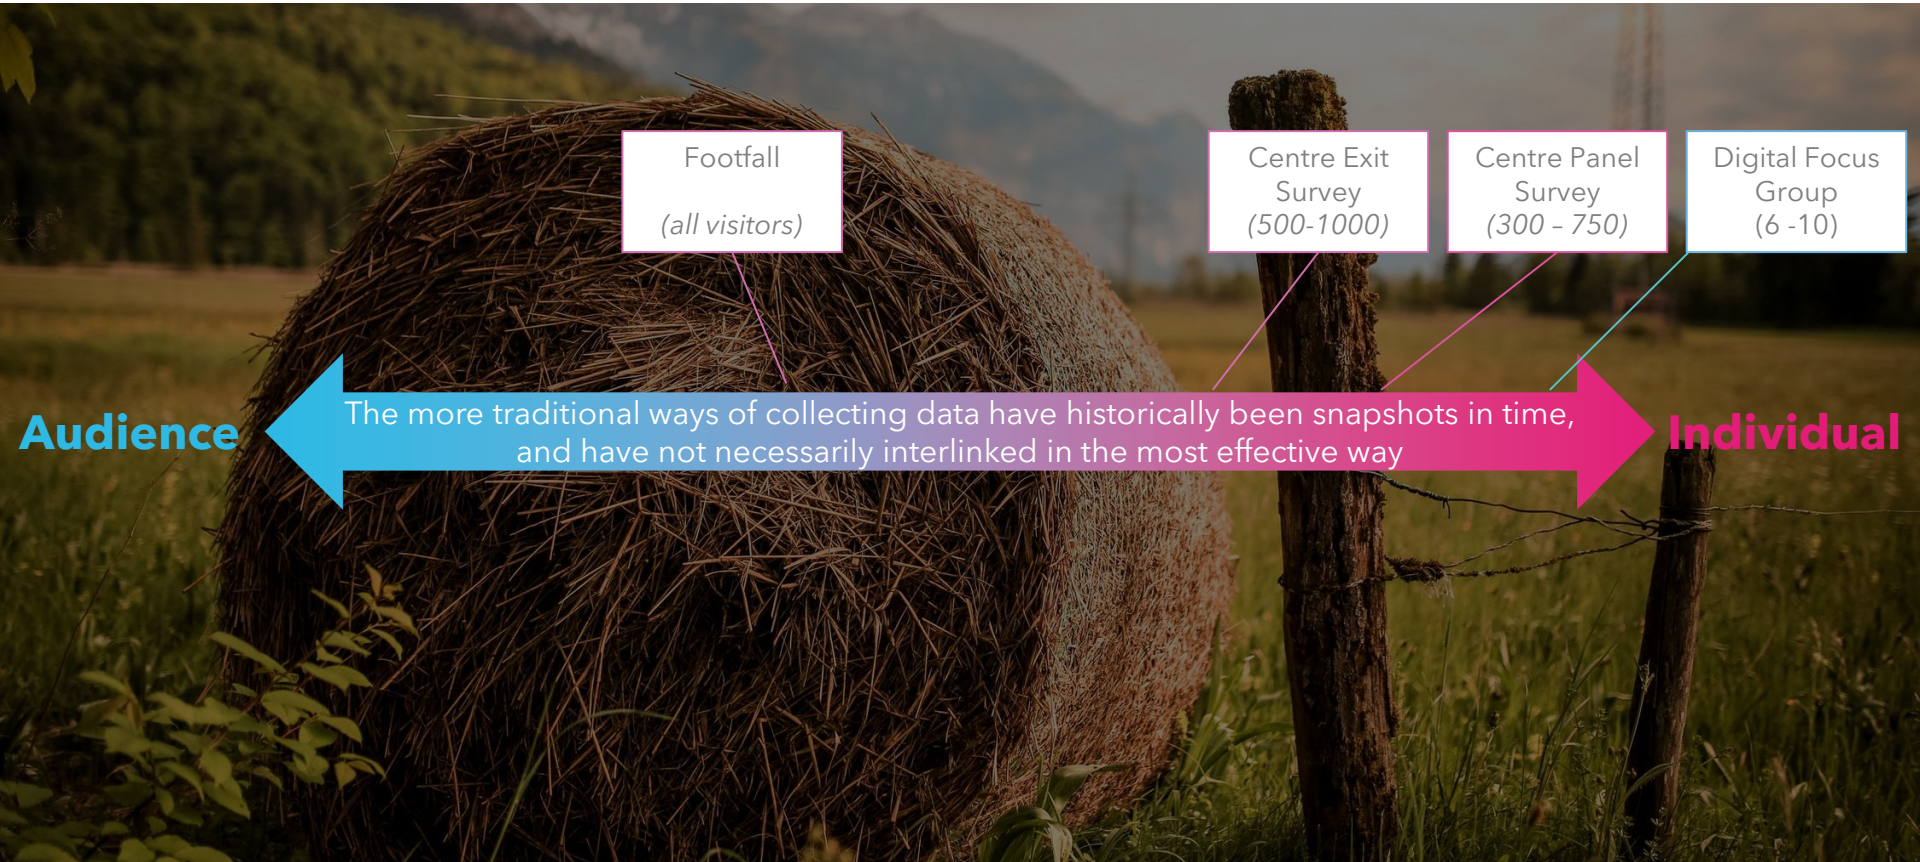 Footfall
(all visitors)
Centre Exit
Survey
(500-1000)
Centre Panel
Survey
(300 – 750)
Digital Focus
Group
(6 -10)
Audience
The more traditional ways of collecting data have historically been snapshots in time,
and have not necessarily interlinked in the most effective way
Individual